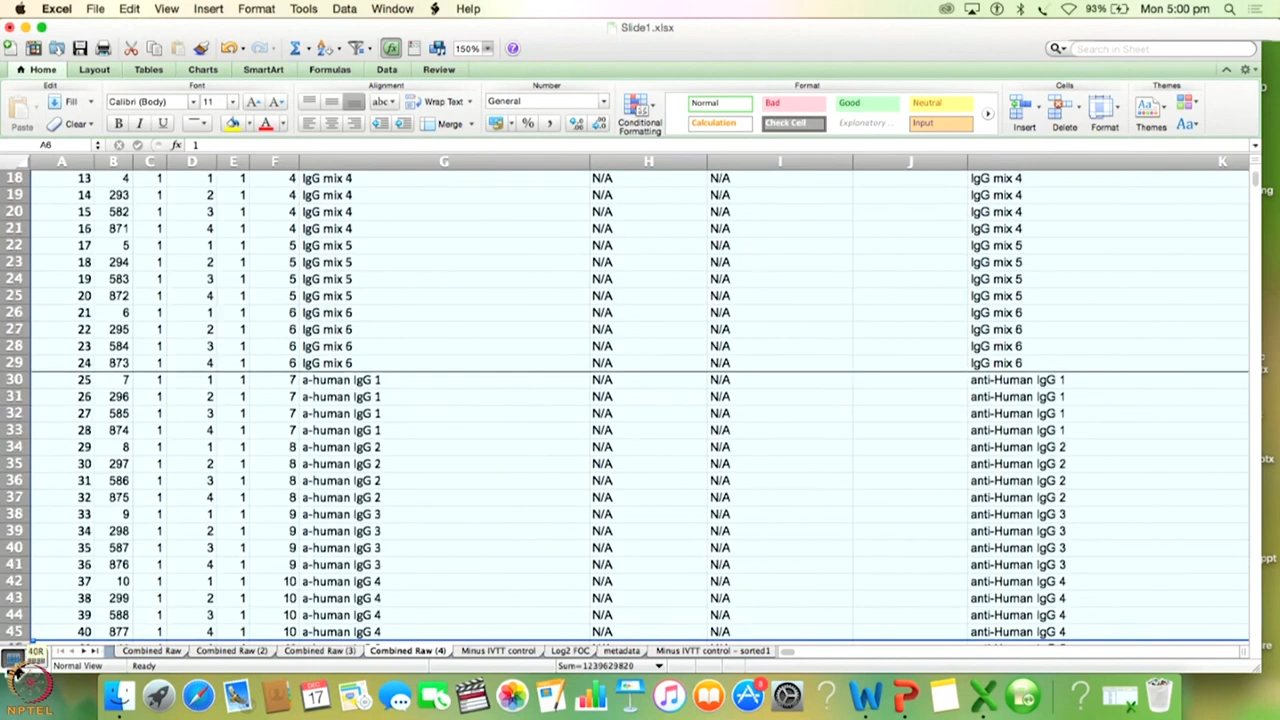 Excel File Edit View Insert Format Tools Data Window Help 93% Mon 5:00 pm
Slide1.xlsx
150% Search in Sheet
Home Layout Tables Charts SmartArt Formulas Data Review
Edit Font Alignment Number Format Cells Themes
Fill Calibri (Body) 11 abc Wrap Text General Normal Bad Good Neutral
Paste Clear B I U Merge % Conditional Formatting Calculation Check Cell Explanatory ... Input Insert Delete Format Themes Aa
A6 fx 1
A B C D E F G H I J K
18 13 4 1 1 1 4 IgG mix 4 N/A N/A IgG mix 4
19 14 293 1 2 1 4 IgG mix 4 N/A N/A IgG mix 4
20 15 582 1 3 1 4 IgG mix 4 N/A N/A IgG mix 4
21 16 871 1 4 1 4 IgG mix 4 N/A N/A IgG mix 4
22 17 5 1 1 1 5 IgG mix 5 N/A N/A IgG mix 5
23 18 294 1 2 1 5 IgG mix 5 N/A N/A IgG mix 5
24 19 583 1 3 1 5 IgG mix 5 N/A N/A IgG mix 5
25 20 872 1 4 1 5 IgG mix 5 N/A N/A IgG mix 5
26 21 6 1 1 1 6 IgG mix 6 N/A N/A IgG mix 6
27 22 295 1 2 1 6 IgG mix 6 N/A N/A IgG mix 6
28 23 584 1 3 1 6 IgG mix 6 N/A N/A IgG mix 6
29 24 873 1 4 1 6 IgG mix 6 N/A N/A IgG mix 6
30 25 7 1 1 1 7 a-human IgG 1 N/A N/A anti-Human IgG 1
31 26 296 1 2 1 7 a-human IgG 1 N/A N/A anti-Human IgG 1
32 27 585 1 3 1 7 a-human IgG 1 N/A N/A anti-Human IgG 1
33 28 874 1 4 1 7 a-human IgG 1 N/A N/A anti-Human IgG 1
34 29 8 1 1 1 8 a-human IgG 2 N/A N/A anti-Human IgG 2
35 30 297 1 2 1 8 a-human IgG 2 N/A N/A anti-Human IgG 2
36 31 586 1 3 1 8 a-human IgG 2 N/A N/A anti-Human IgG 2
37 32 875 1 4 1 8 a-human IgG 2 N/A N/A anti-Human IgG 2
38 33 9 1 1 1 9 a-human IgG 3 N/A N/A anti-Human IgG 3
39 34 298 1 2 1 9 a-human IgG 3 N/A N/A anti-Human IgG 3
40 35 587 1 3 1 9 a-human IgG 3 N/A N/A anti-Human IgG 3
41 36 876 1 4 1 9 a-human IgG 3 N/A N/A anti-Human IgG 3
42 37 10 1 1 1 10 a-human IgG 4 N/A N/A anti-Human IgG 4
43 38 299 1 2 1 10 a-human IgG 4 N/A N/A anti-Human IgG 4
44 39 588 1 3 1 10 a-human IgG 4 N/A N/A anti-Human IgG 4
45 40 877 1 4 1 10 a-human IgG 4 N/A N/A anti-Human IgG 4
40R Combined Raw Combined Raw (2) Combined Raw (3) Combined Raw (4) Minus IVTT control Log2 FOC metadata Minus IVTT control - sorted1
Normal View Ready Sum=1239629820
17 3
NPTEL